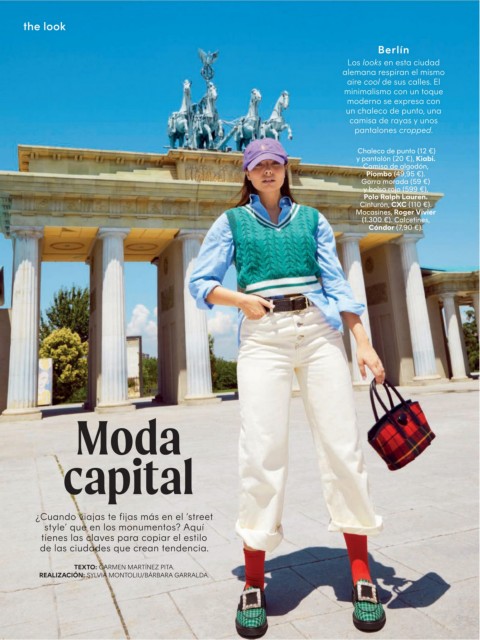 the look
Berlín
Los looks en esta ciudad
alemana respiran el mismo
aire cool de sus calles. El
minimalismo con un toque
moderno se expresa con
un chaleco de punto, una
camisa de rayas y unos
pantalones cropped.
Chaleco de punto (12 €)
y pantalón (20 €), Kiabi.
Camisa de algodón,
Piombo (49,95 €).
Gorra morada (59 €)
y bolso rojo (599 €),
Polo Ralph Lauren.
Cinturón, CXC (110 €).
Mocasines, Roger Vivier
(1.300 €). Calcetines,
Cóndor (7,90 €).
Moda
capital
¿Cuando viajas te fijas más en el ‘street
style’ que en los monumentos? Aquí
tienes las claves para copiar el estilo
de las ciudades que crean tendencia.
TEXTO: CARMEN MARTÍNEZ PITA.
REALIZACIÓN: SYLVIA MONTOLIU/BÁRBARA GARRALDA.